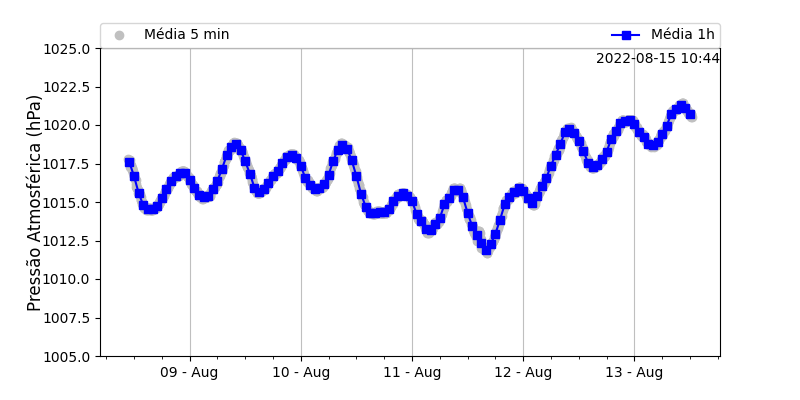 Média 5 min
Média 1h
2022-08-15 10:44
Pressão Atmosférica (hPa)
1025.0
1022.5
1020.0
1017.5
1015.0
1012.5
1010.0
1007.5
1005.0
09 - Aug
10 - Aug
11 - Aug
12 - Aug
13 - Aug